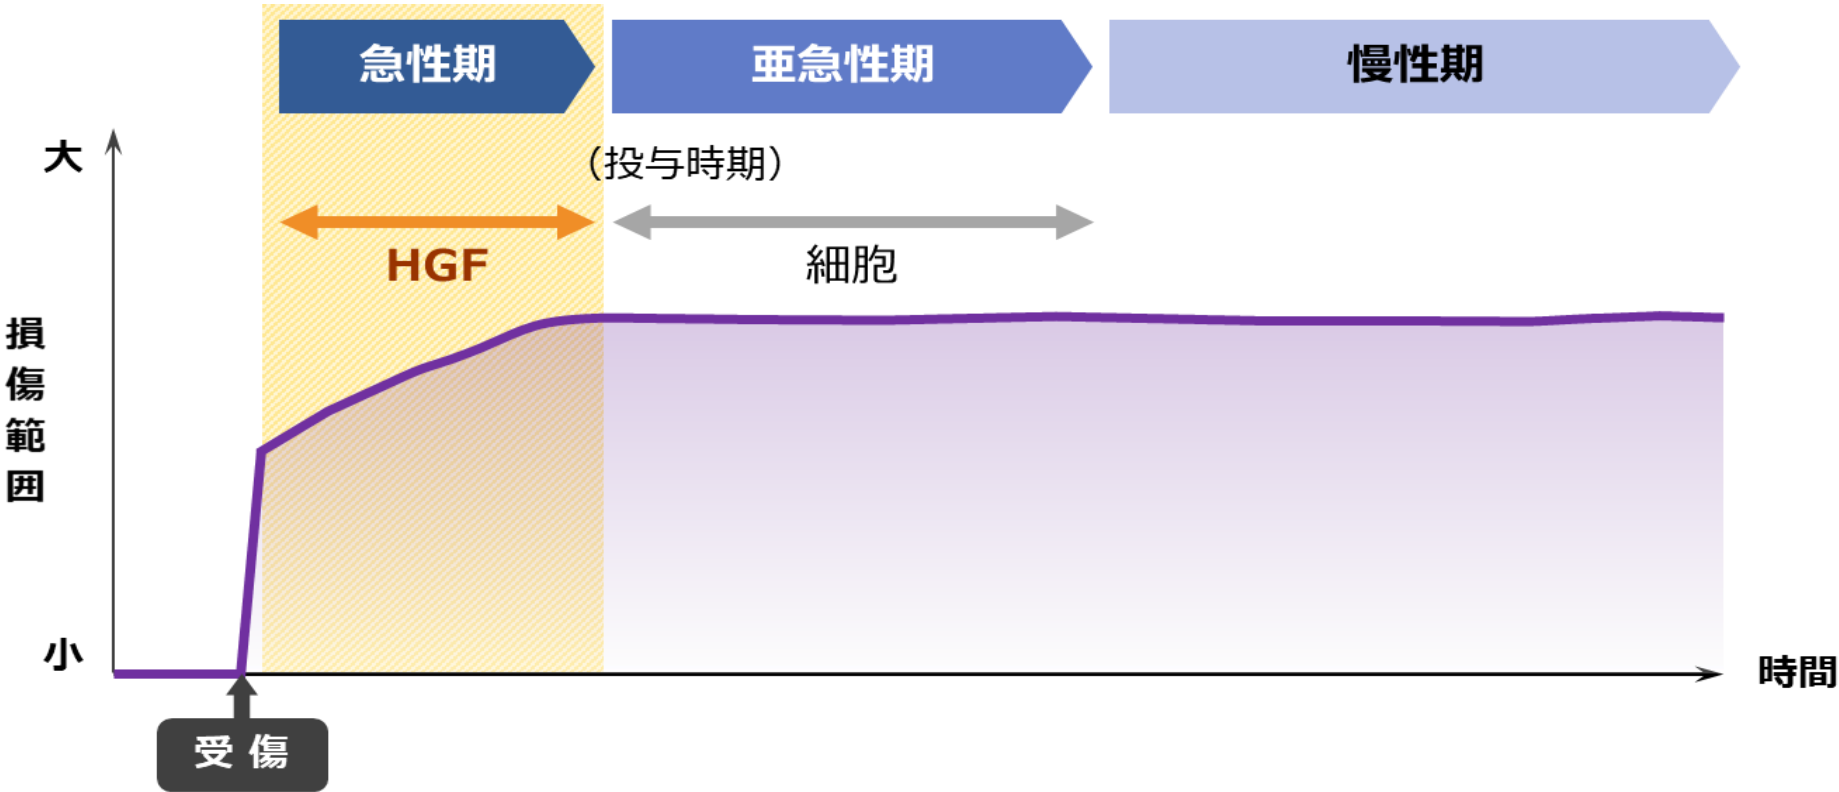 急性期
亜急性期
慢性期
(投与時期)
HGF
細胞
大
損傷範囲
小
時間
受傷